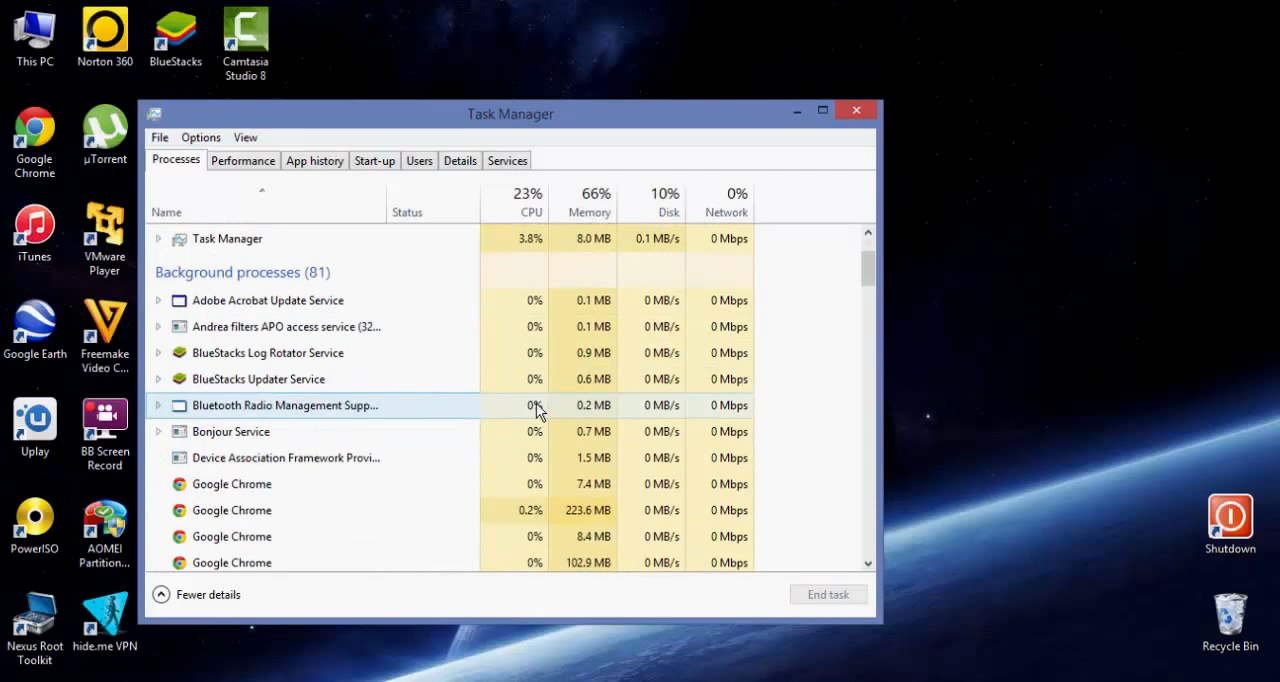 This PC
Norton 360
BlueStacks
Camtasia
Studio 8
Google
Chrome
µTorrent
iTunes
VMware
Player
Google Earth
Freemake
Video C...
Uplay
BB Screen
Record
PowerISO
AOMEI
Partition...
Nexus Root
Toolkit
hide.me VPN
Task Manager
File Options View
Processes Performance App history Start-up Users Details Services
23% 66% 10% 0%
Name Status CPU Memory Disk Network
Task Manager 3.8% 8.0 MB 0.1 MB/s 0 Mbps
Background processes (81)
Adobe Acrobat Update Service 0% 0.1 MB 0 MB/s 0 Mbps
Andrea filters APO access service (32... 0% 0.1 MB 0 MB/s 0 Mbps
BlueStacks Log Rotator Service 0% 0.9 MB 0 MB/s 0 Mbps
BlueStacks Updater Service 0% 0.6 MB 0 MB/s 0 Mbps
Bluetooth Radio Management Supp... 0% 0.2 MB 0 MB/s 0 Mbps
Bonjour Service 0% 0.7 MB 0 MB/s 0 Mbps
Device Association Framework Provi... 0% 1.5 MB 0 MB/s 0 Mbps
Google Chrome 0% 7.4 MB 0 MB/s 0 Mbps
Google Chrome 0.2% 223.6 MB 0 MB/s 0 Mbps
Google Chrome 0% 8.4 MB 0 MB/s 0 Mbps
Google Chrome 0% 102.9 MB 0 MB/s 0 Mbps
Fewer details End task
Shutdown
Recycle Bin